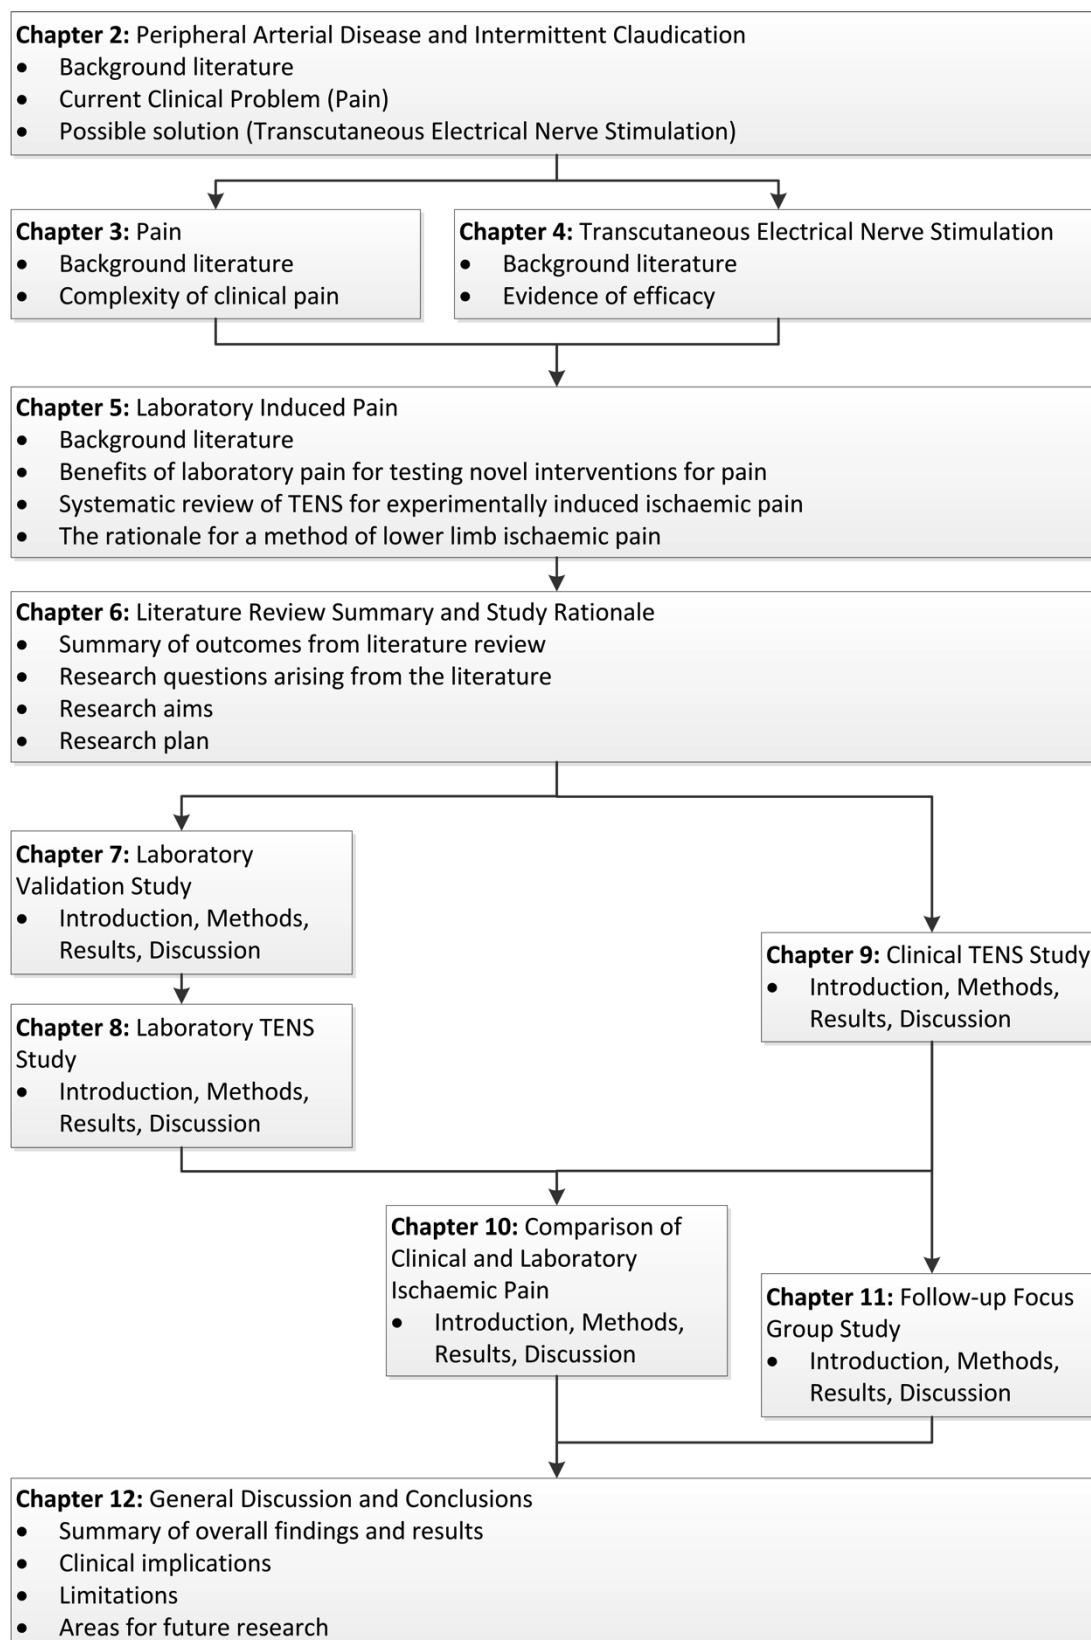 Chapter 2: Peripheral Arterial Disease and Intermittent Claudication
• Background literature
• Current Clinical Problem (Pain)
• Possible solution (Transcutaneous Electrical Nerve Stimulation)
Chapter 3: Pain
• Background literature
• Complexity of clinical pain
Chapter 4: Transcutaneous Electrical Nerve Stimulation
• Background literature
• Evidence of efficacy
Chapter 5: Laboratory Induced Pain
• Background literature
• Benefits of laboratory pain for testing novel interventions for pain
• Systematic review of TENS for experimentally induced ischaemic pain
• The rationale for a method of lower limb ischaemic pain
Chapter 6: Literature Review Summary and Study Rationale
• Summary of outcomes from literature review
• Research questions arising from the literature
• Research aims
• Research plan
Chapter 7: Laboratory
Validation Study
• Introduction, Methods,
Results, Discussion
Chapter 8: Laboratory TENS
Study
• Introduction, Methods,
Results, Discussion
Chapter 9: Clinical TENS Study
• Introduction, Methods,
Results, Discussion
Chapter 10: Comparison of
Clinical and Laboratory
Ischaemic Pain
• Introduction, Methods,
Results, Discussion
Chapter 11: Follow-up Focus
Group Study
• Introduction, Methods,
Results, Discussion
Chapter 12: General Discussion and Conclusions
• Summary of overall findings and results
• Clinical implications
• Limitations
• Areas for future research